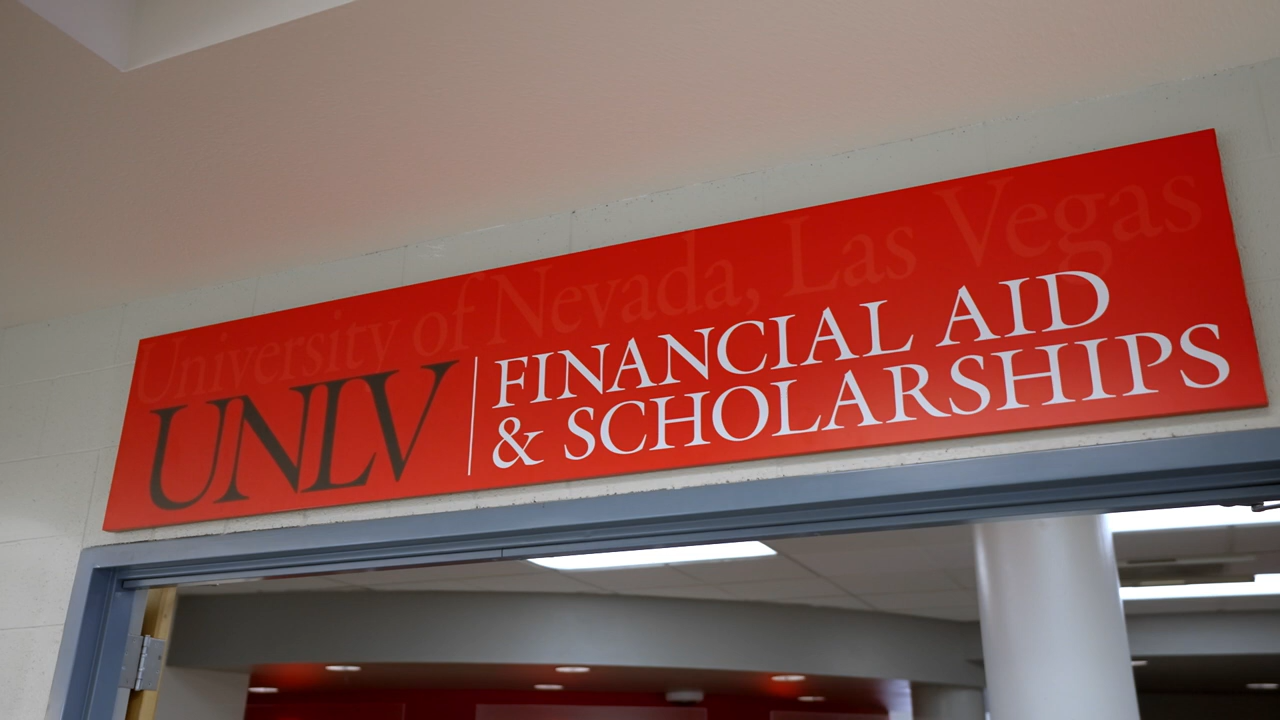 University of Nevada, Las Vegas
UNLV
FINANCIAL AID
& SCHOLARSHIPS